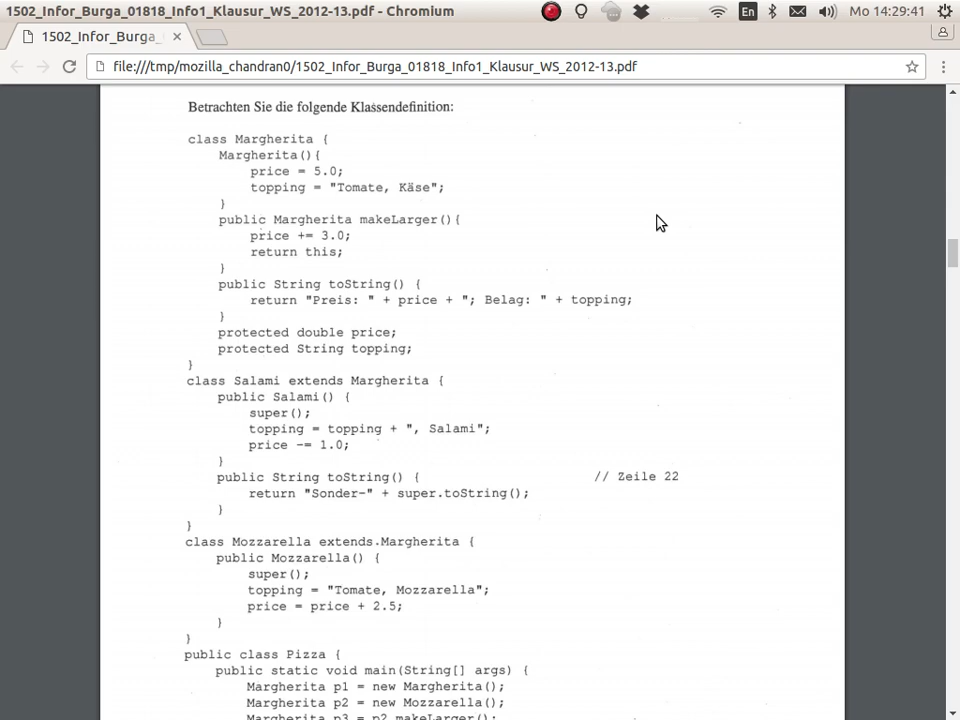 1502_Infor_Burga_01818_Info1_Klausur_WS_2012-13.pdf - Chromium
En
Mo 14:29:41
1502_Infor_Burga_
file:///tmp/mozilla_chandran0/1502_Infor_Burga_01818_Info1_Klausur_WS_2012-13.pdf
Betrachten Sie die folgende Klassendefinition:
class Margherita {
Margherita(){
price = 5.0;
topping = "Tomate, Käse";
}
public Margherita makeLarger(){
price += 3.0;
return this;
}
public String toString() {
return "Preis: " + price + "; Belag: " + topping;
}
protected double price;
protected String topping;
}
class Salami extends Margherita {
public Salami() {
super();
topping = topping + ", Salami";
price -= 1.0;
}
public String toString() { // Zeile 22
return "Sonder-" + super.toString();
}
}
class Mozzarella extends Margherita {
public Mozzarella() {
super();
topping = "Tomate, Mozzarella";
price = price + 2.5;
}
}
public class Pizza {
public static void main(String[] args) {
Margherita p1 = new Margherita();
Margherita p2 = new Mozzarella();
Margherita p3 = p2.makeLarger();